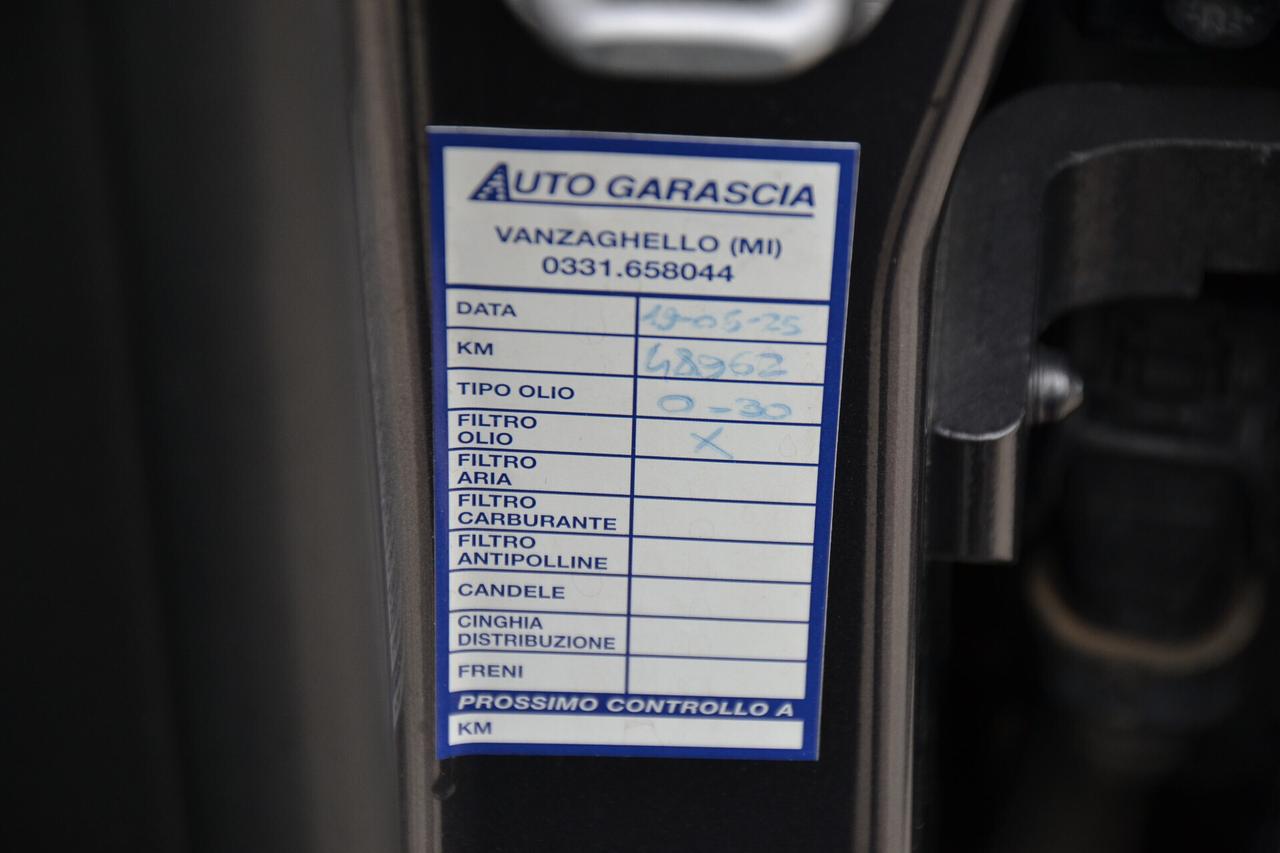 AUTO GARASCIA
VANZAGHELLO (MI)
0331.658044
DATA 19-05-25
KM 48962
TIPO OLIO 0-30
FILTRO
OLIO X
FILTRO
ARIA
FILTRO
CARBURANTE
FILTRO
ANTIPOLLINE
CANDELE
CINGHIA
DISTRIBUZIONE
FRENI
PROSSIMO CONTROLLO A
KM